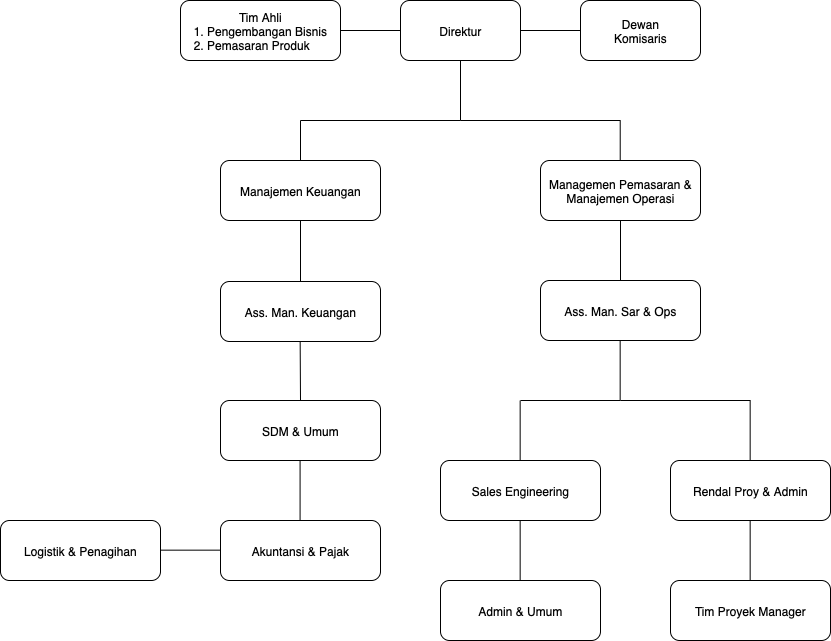 Tim Ahli
1. Pengembangan Bisnis
2. Pemasaran Produk
Direktur
Dewan
Komisaris
Manajemen Keuangan
Managemen Pemasaran &
Manajemen Operasi
Ass. Man. Keuangan
Ass. Man. Sar & Ops
SDM & Umum
Sales Engineering
Rendal Proy & Admin
Logistik & Penagihan
Akuntansi & Pajak
Admin & Umum
Tim Proyek Manager